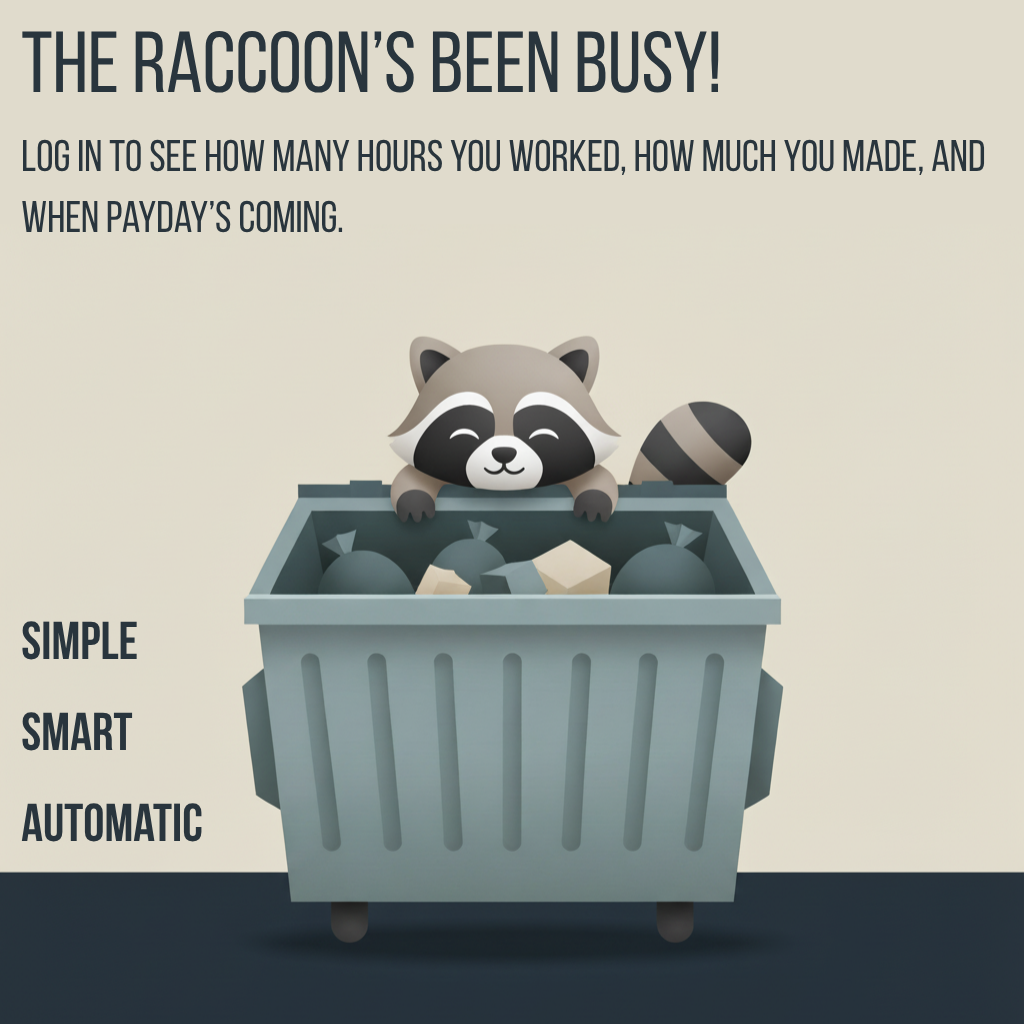 THE RACCOON’S BEEN BUSY!
LOG IN TO SEE HOW MANY HOURS YOU WORKED, HOW MUCH YOU MADE, AND
WHEN PAYDAY’S COMING.
SIMPLE
SMART
AUTOMATIC